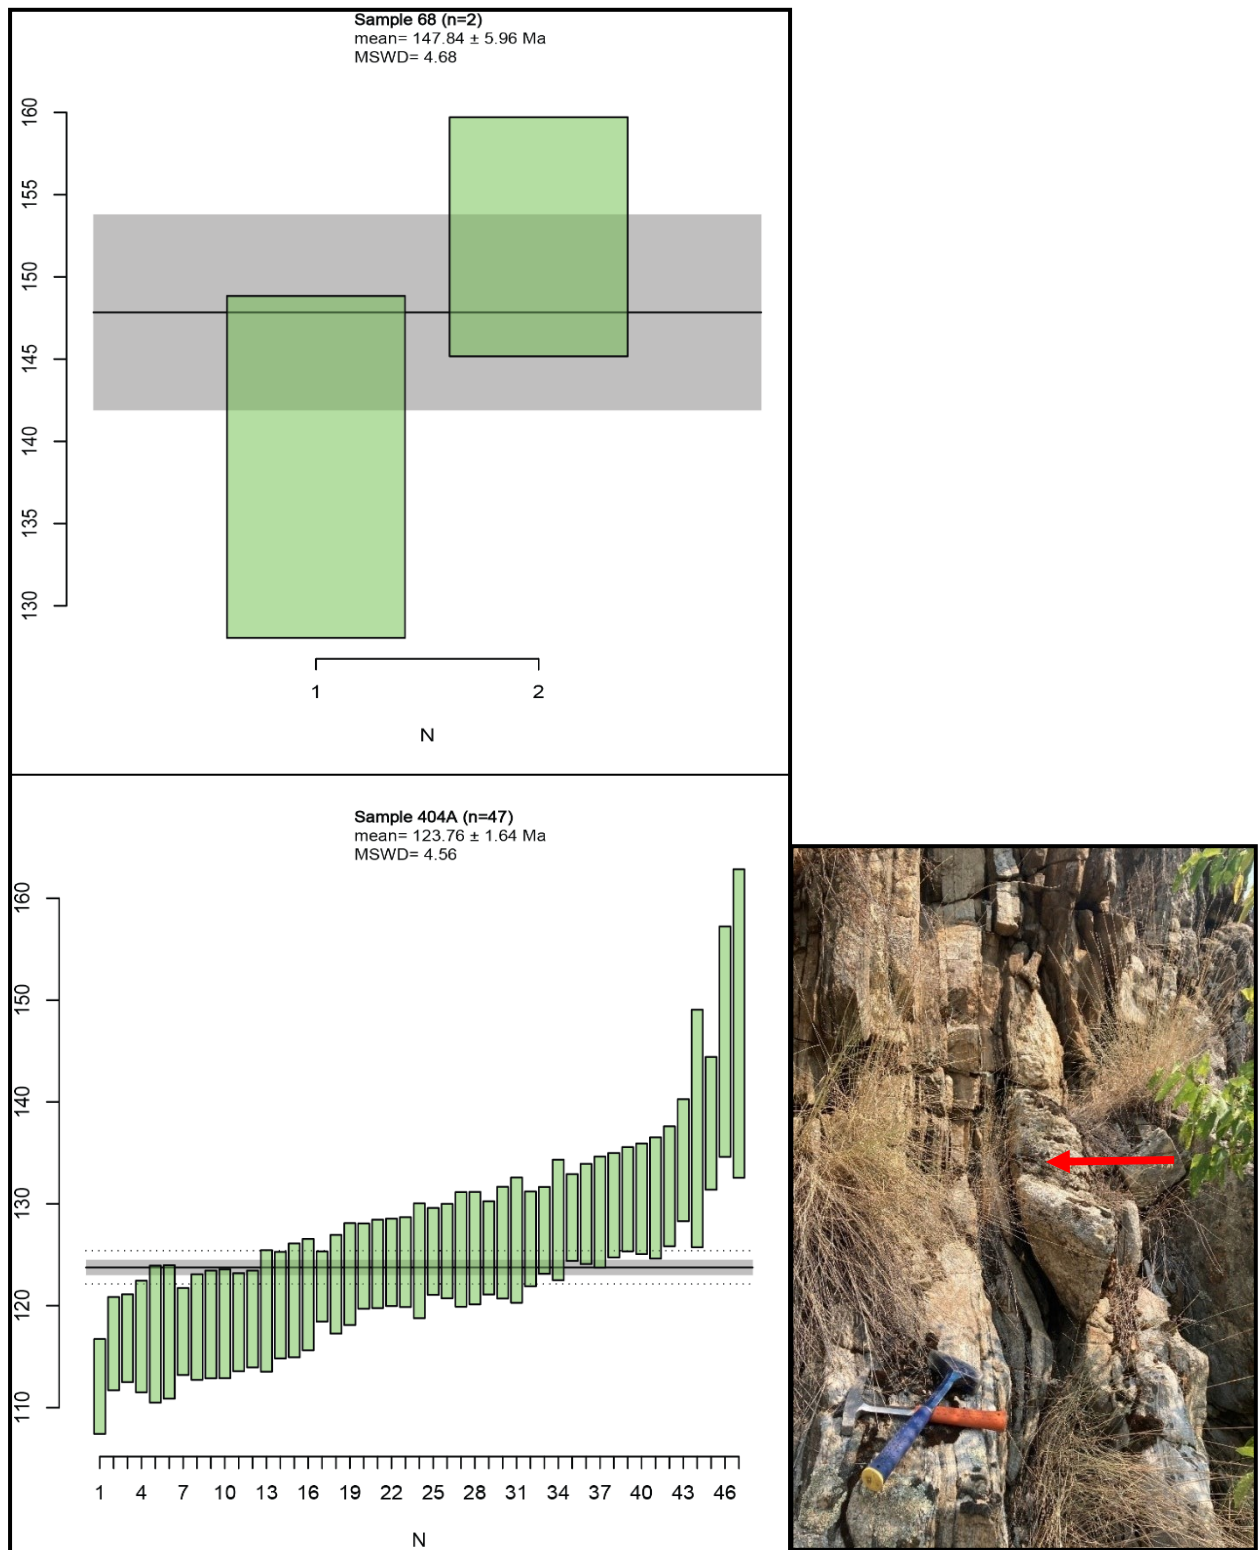 Sample 68 (n=2)
mean= 147.84 ± 5.96 Ma
MSWD= 4.68
160
155
150
145
140
135
130
1 2
N
Sample 404A (n=47)
mean= 123.76 ± 1.64 Ma
MSWD= 4.56
160
150
140
130
120
110
1 4 7 10 13 16 19 22 25 28 31 34 37 40 43 46
N